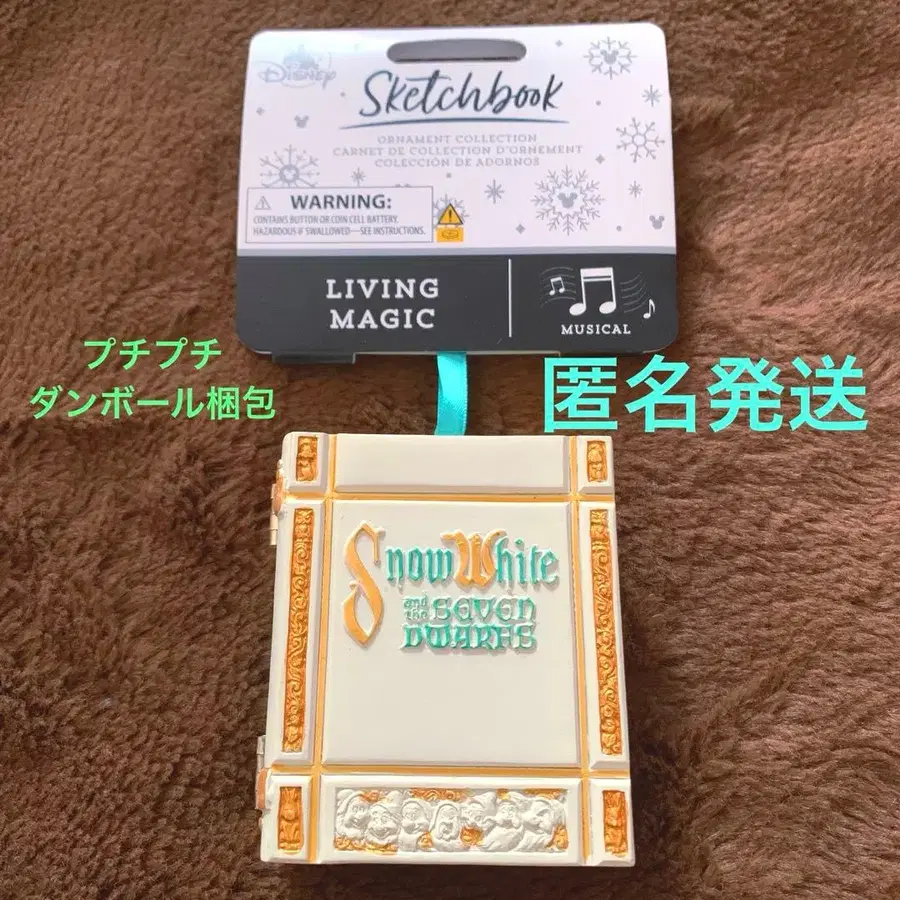 Disney
Sketchbook
ORNAMENT COLLECTION
CARNET DE COLLECTION D'ORNEMENT
COLECCIÓN DE ADORNOS
WARNING:
CONTAINS BUTTON OR COIN CELL BATTERY.
HAZARDOUS IF SWALLOWED—SEE INSTRUCTIONS.
LIVING
MAGIC
MUSICAL
プチプチ
ダンボール梱包
匿名発送
Snow White
and the SEVEN
DWARFS